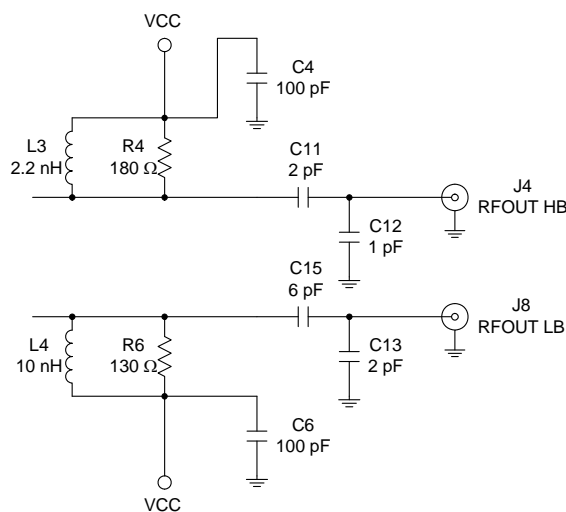 VCC
C4
100 pF
L3
2.2 nH
R4
180 Ω
C11
2 pF
J4
RFOUT HB
C12
1 pF
C15
6 pF
J8
RFOUT LB
L4
10 nH
R6
130 Ω
C13
2 pF
C6
100 pF
VCC